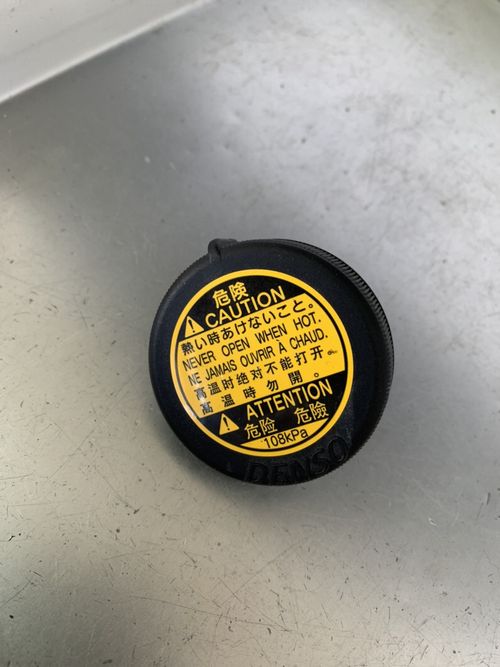 危険
CAUTION
熱い時あけないこと。
NEVER OPEN WHEN HOT.
NE JAMAIS OUVRIR À CHAUD.
高温时绝对不能打开。
高溫時勿開。
ATTENTION
危险 危險
108kPa
DENSO